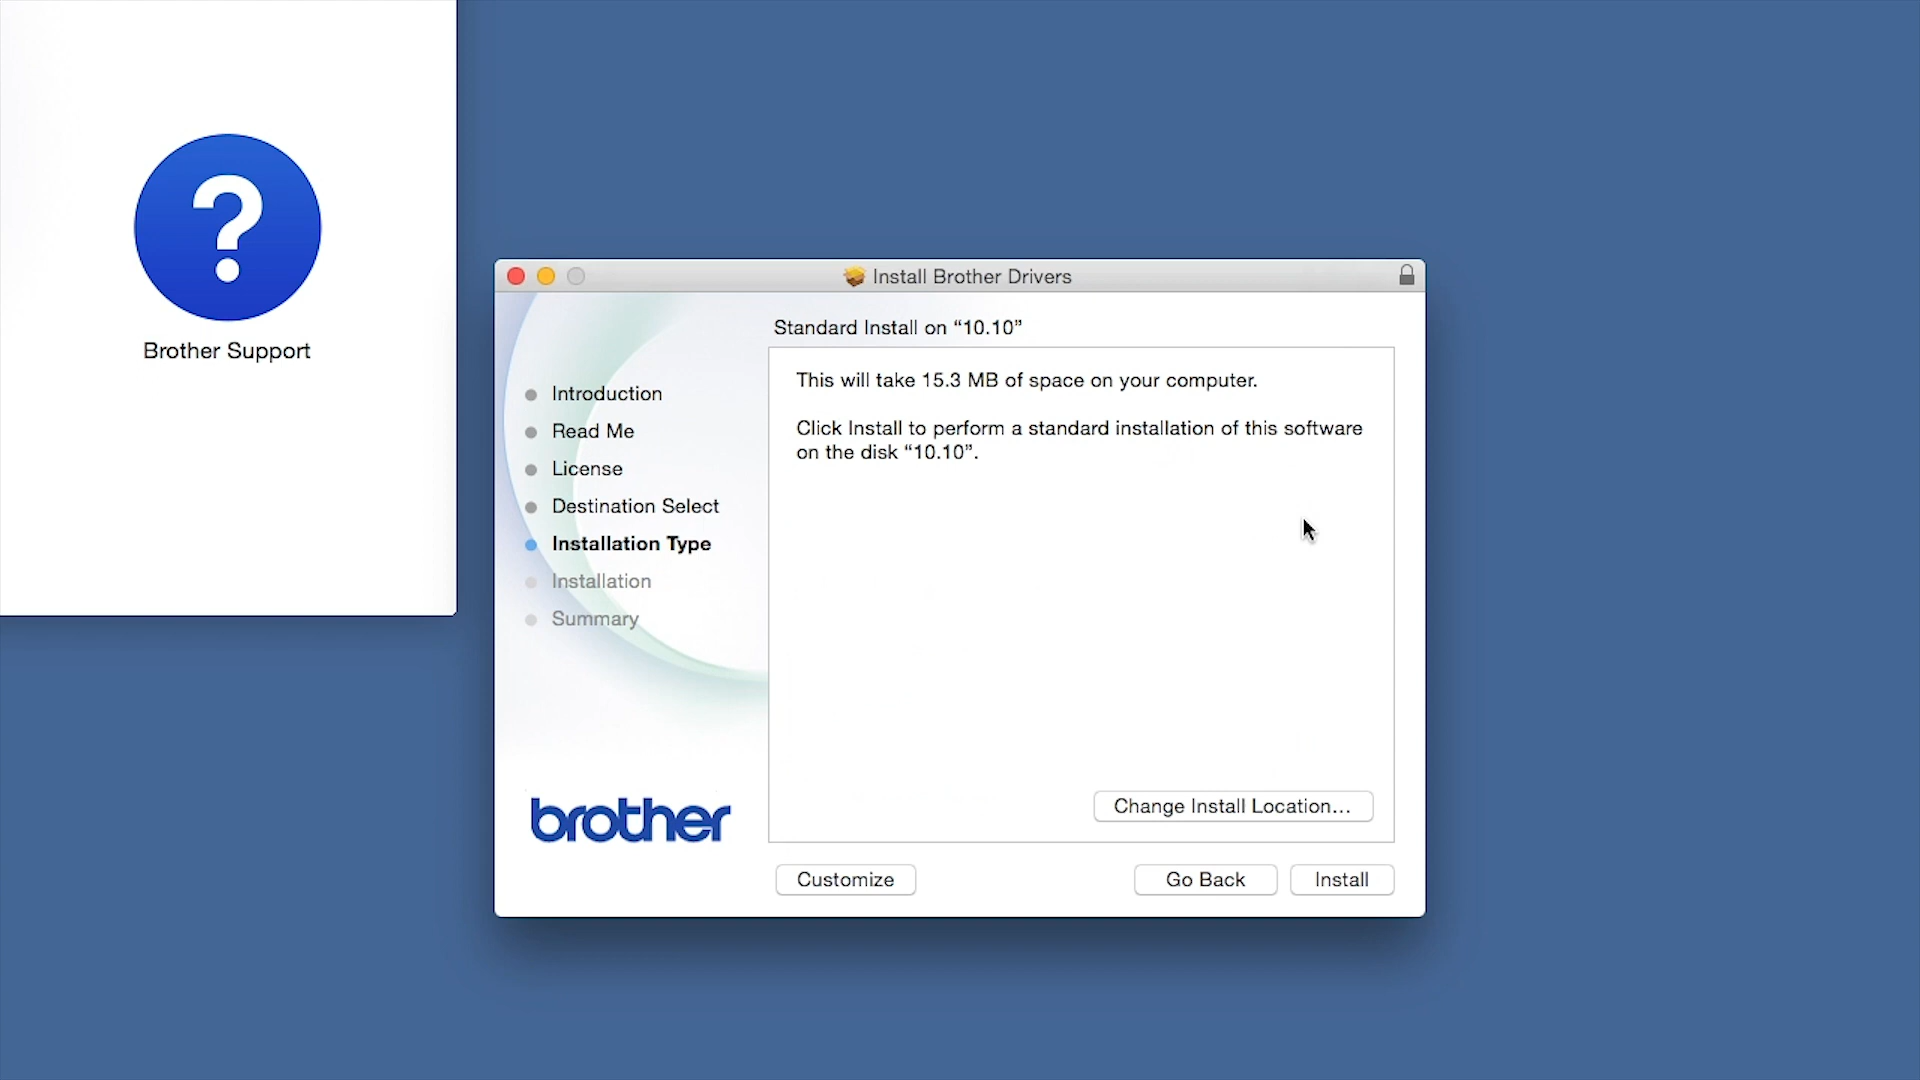 ?
Brother Support
Install Brother Drivers
Standard Install on “10.10”
Introduction
Read Me
License
Destination Select
Installation Type
Installation
Summary
This will take 15.3 MB of space on your computer.
Click Install to perform a standard installation of this software
on the disk “10.10”.
Change Install Location...
brother
Customize
Go Back
Install